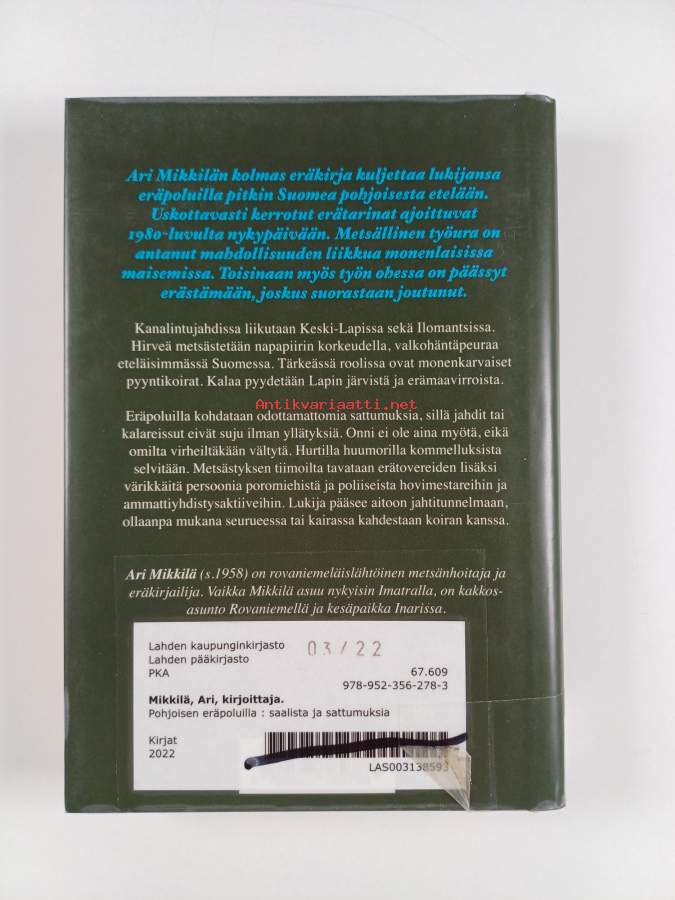 Ari Mikkilän kolmas eräkirja kuljettaa lukijansa
eräpoluilla pitkin Suomea pohjoisesta etelään.
Uskottavasti kerrotut erätarinat ajoittuvat
1980-luvulta nykypäivään. Metsällinen työura on
antanut mahdollisuuden liikkua monenlaisissa
maisemissa. Toisinaan myös työn ohessa on päässyt
erästämään, joskus suorastaan joutunut.
Kanalintujahdissa liikutaan Keski-Lapissa sekä Ilomantsissa.
Hirveä metsästetään napapiirin korkeudella, valkohäntäpeuraa
eteläisimmässä Suomessa. Tärkeässä roolissa ovat monenkarvaiset
pyyntikoirat. Kalaa pyydetään Lapin järvistä ja erämaavirroista.
Antikvariaatti.net
Eräpoluilla kohdataan odottamattomia sattumuksia, sillä jahdit tai
kalareissut eivät suju ilman yllätyksiä. Onni ei ole aina myötä, eikä
omilta virheiltäkään vältytä. Hurtilla huumorilla kommelluksista
selvitään. Metsästyksen tiimoilta tavataan erätovereiden lisäksi
värikkäitä persoonia poromiehistä ja poliiseista hovimestareihin ja
ammattiyhdistysaktiiveihin. Lukija pääsee aitoon jahtitunnelmaan,
ollaanpa mukana seurueessa tai kairassa kahdestaan koiran kanssa.
Ari Mikkilä (s.1958) on rovaniemeläislähtöinen metsänhoitaja ja
eräkirjailija. Vaikka Mikkilä asuu nykyisin Imatralla, on kakkos-
asunto Rovaniemellä ja kesäpaikka Inarissa.
Lahden kaupunginkirjasto 03/22
Lahden pääkirjasto
PKA 67.609
978-952-356-278-3
Mikkilä, Ari, kirjoittaja.
Pohjoisen eräpoluilla : saalista ja sattumuksia
Kirjat
2022
LAS003138593